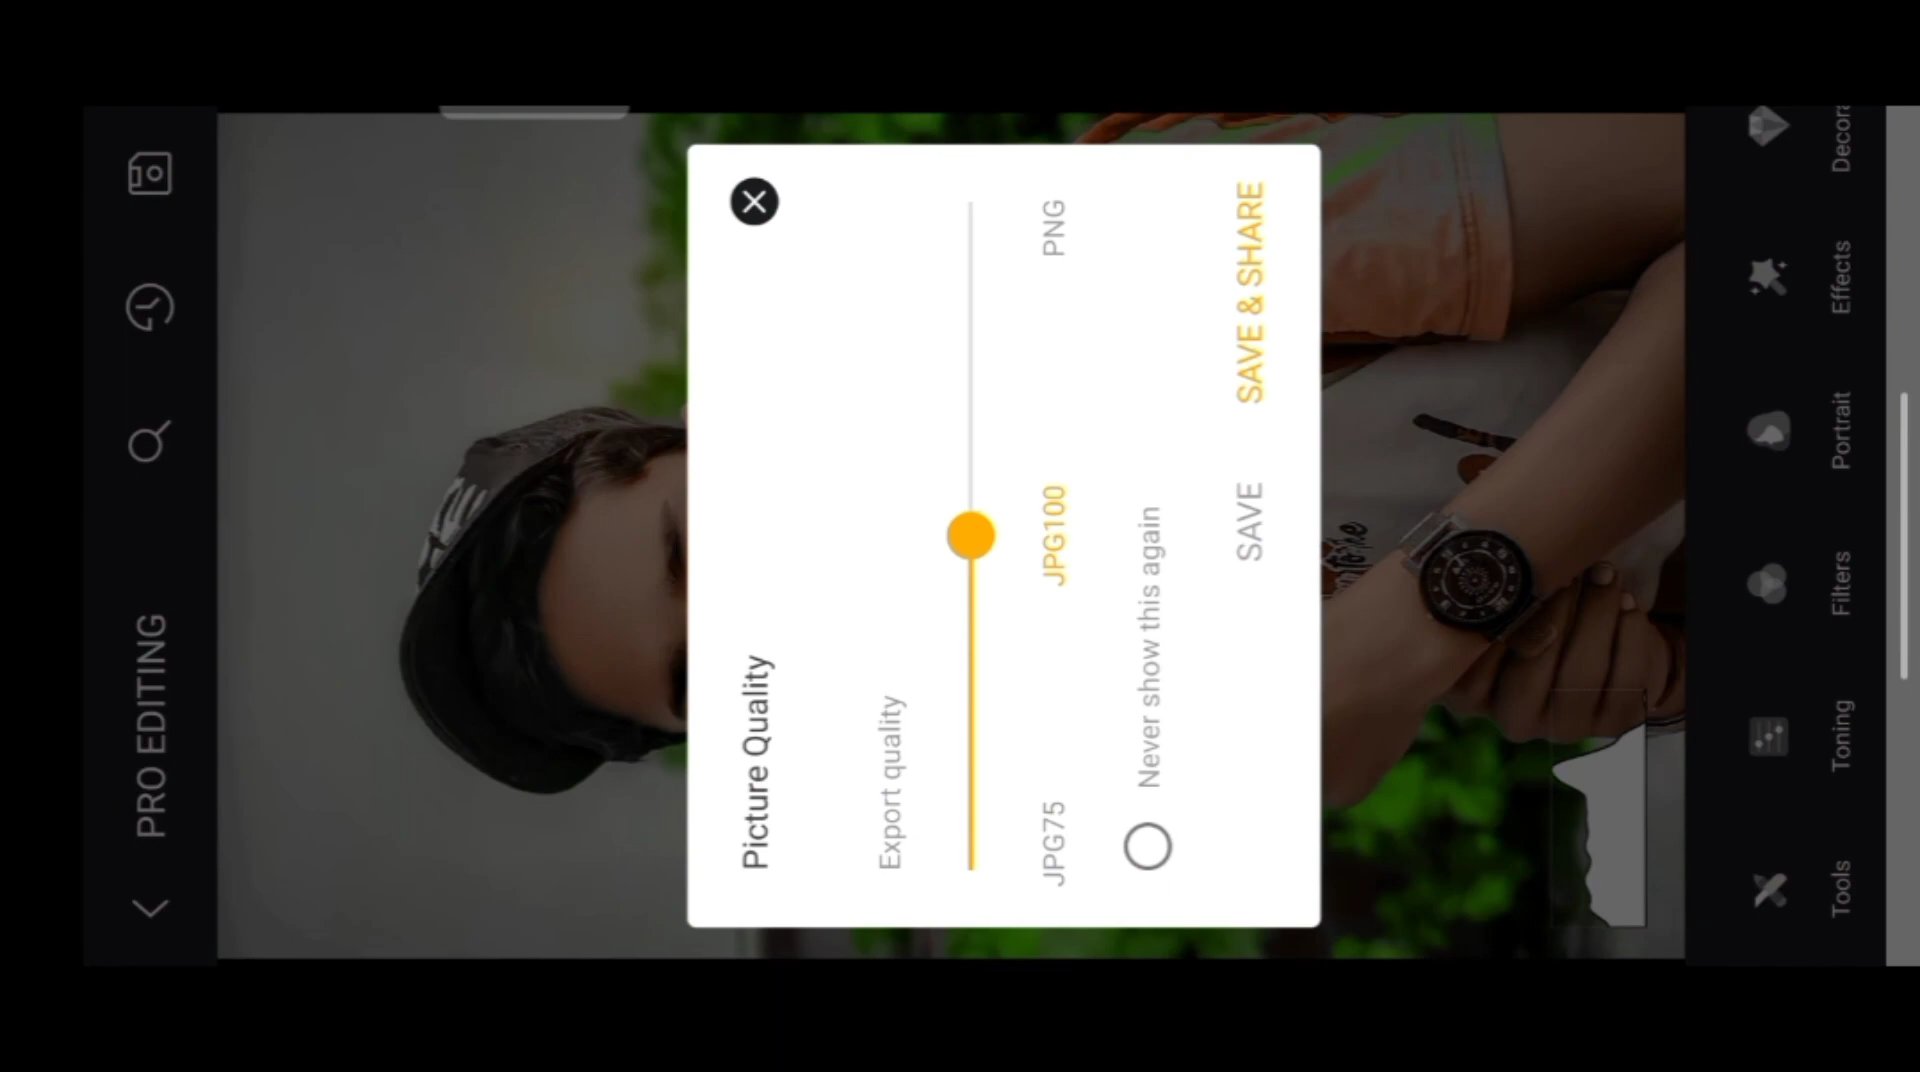 PRO EDITING
Picture Quality
Export quality
JPG75 JPG100 PNG
Never show this again
SAVE SAVE & SHARE
Tools Toning Filters Portrait Effects Decor